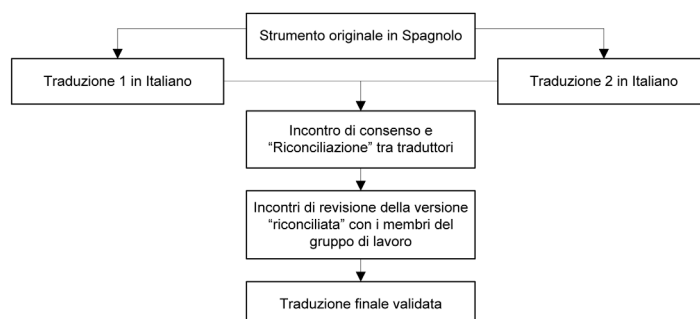 Strumento originale in Spagnolo
Traduzione 1 in Italiano
Traduzione 2 in Italiano
Incontro di consenso e
“Riconciliazione” tra traduttori
Incontri di revisione della versione
“riconciliata” con i membri del
gruppo di lavoro
Traduzione finale validata